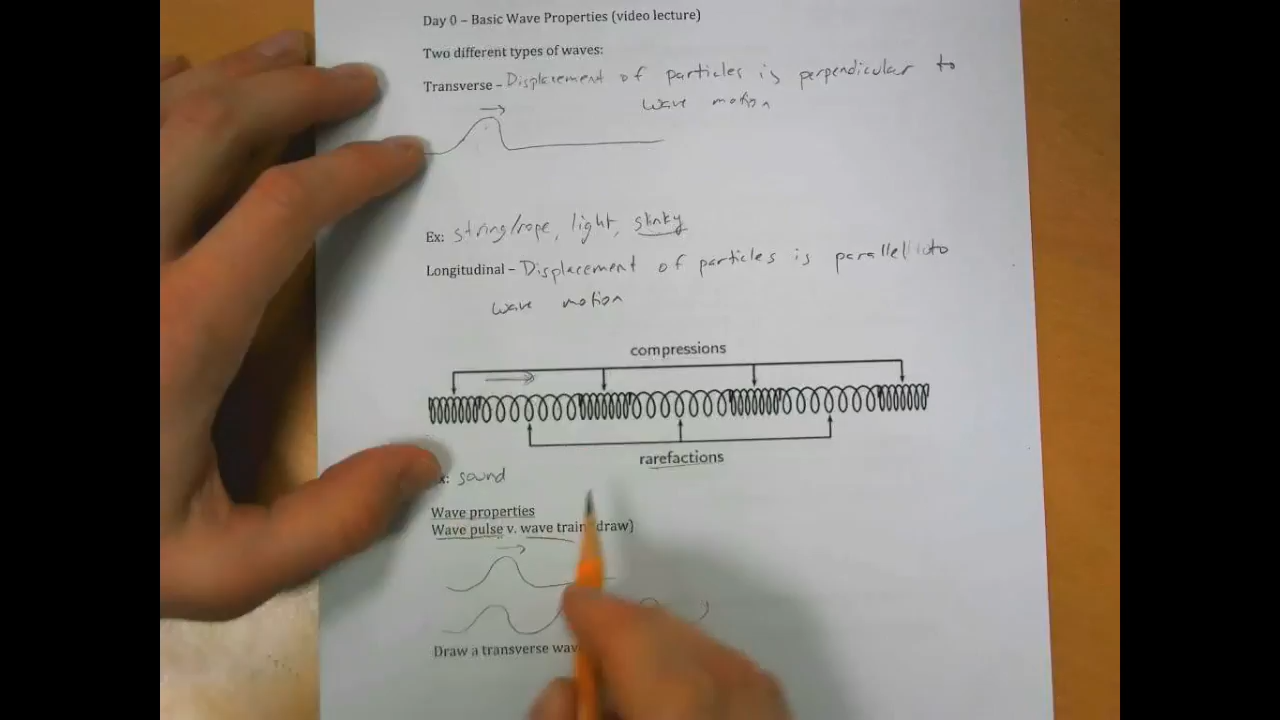 Day 0 – Basic Wave Properties (video lecture)
Two different types of waves:
Transverse – Displacement of particles is perpendicular to
wave motion
Ex: string/rope, light, slinky
Longitudinal – Displacement of particles is parallel to
wave motion
compressions
rarefactions
: sound
Wave properties
Wave pulse v. wave train draw)
Draw a transverse wav